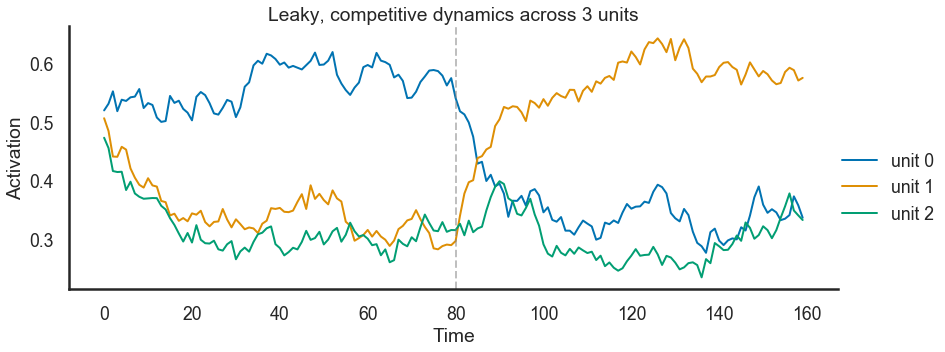 Leaky, competitive dynamics across 3 units
Activation
0.6
0.5
0.4
0.3
0 20 40 60 80 100 120 140 160
Time
unit 0
unit 1
unit 2